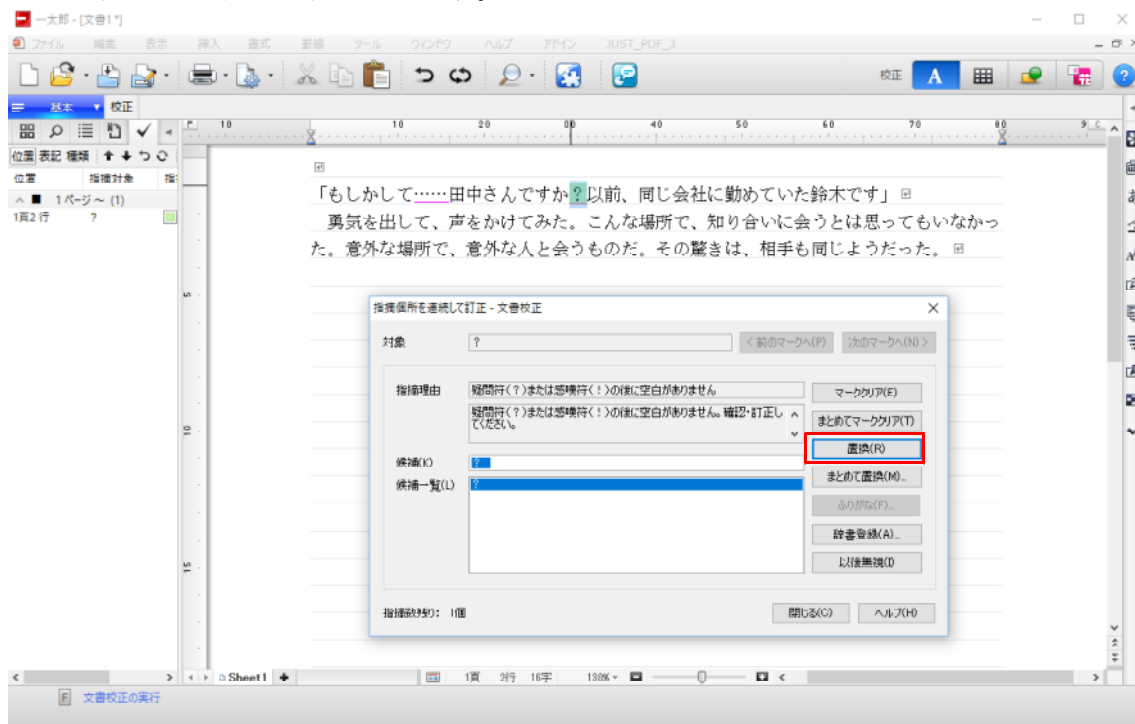 一太郎 - [文書1 *]
ファイル 編集 表示 挿入 書式 罫線 ツール ウィンドウ ヘルプ アドイン JUST_PDF_3
校正 A
基本 校正
位置 表記 種類
位置 指摘対象
1ページ ~ (1)
1頁2行 ?
10 10 20 30 40 50 60 70 80
「もしかして……田中さんですか?以前、同じ会社に勤めていた鈴木です」
勇気を出して、声をかけてみた。こんな場所で、知り合いに会うとは思ってもいなかっ
た。意外な場所で、意外な人と会うものだ。その驚きは、相手も同じようだった。
5
10
15
指摘個所を連続して訂正 - 文書校正
対象 ? < 前のマークへ(P) 次のマークへ(N) >
指摘理由 疑問符(?)または感嘆符(!)の後に空白がありません マーククリア(E)
疑問符(?)または感嘆符(!)の後に空白がありません。確認・訂正し
てください。
まとめてマーククリア(T)
置換(R)
候補(K) ?
まとめて置換(M)...
候補一覧(L) ?
ふりがな(F)...
辞書登録(A)...
以後無視(I)
指摘数残り: 1個 閉じる(C) ヘルプ(H)
Sheet1 1頁 2行 16字 130%
F 文書校正の実行